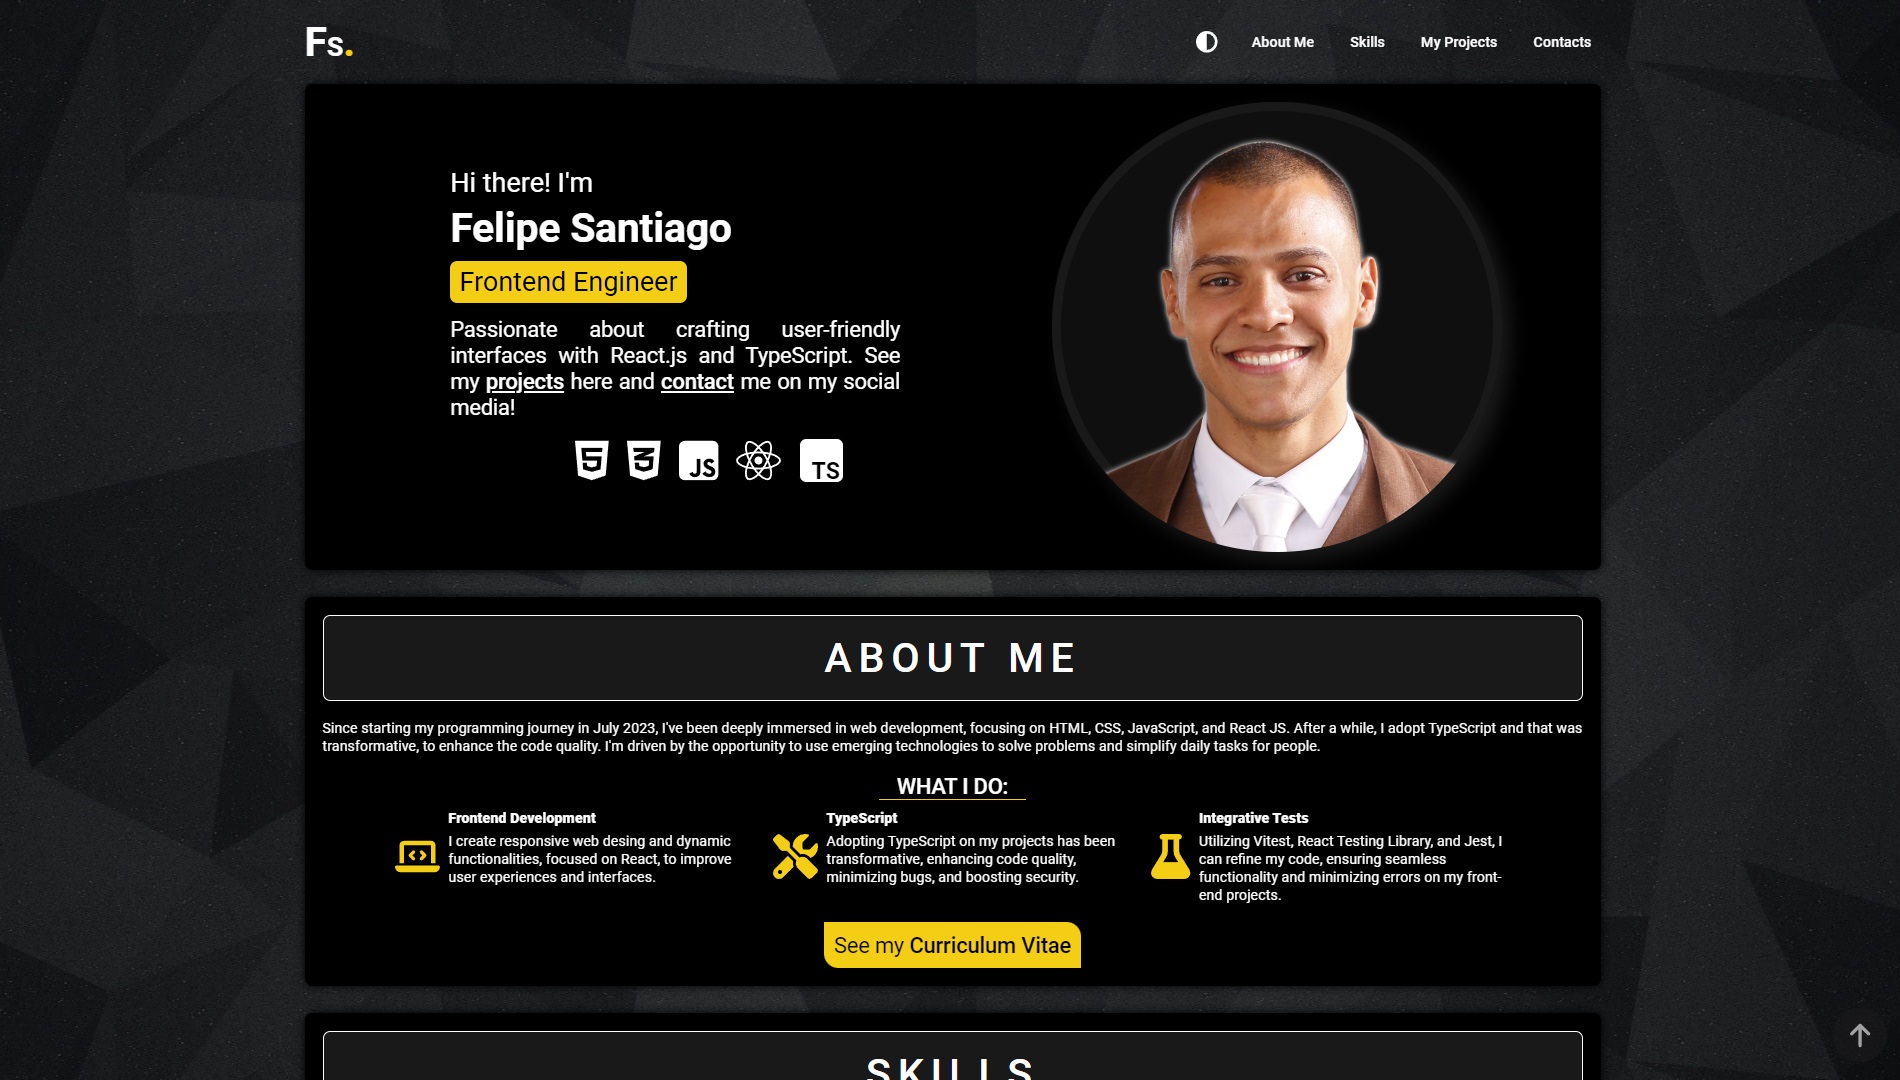 Fs.
About Me
Skills
My Projects
Contacts
Hi there! I'm
Felipe Santiago
Frontend Engineer
Passionate about crafting user-friendly
interfaces with React.js and TypeScript. See
my projects here and contact me on my social
media!
JS
TS
ABOUT ME
Since starting my programming journey in July 2023, I've been deeply immersed in web development, focusing on HTML, CSS, JavaScript, and React JS. After a while, I adopt TypeScript and that was
transformative, to enhance the code quality. I'm driven by the opportunity to use emerging technologies to solve problems and simplify daily tasks for people.
WHAT I DO:
Frontend Development
I create responsive web desing and dynamic
functionalities, focused on React, to improve
user experiences and interfaces.
TypeScript
Adopting TypeScript on my projects has been
transformative, enhancing code quality,
minimizing bugs, and boosting security.
Integrative Tests
Utilizing Vitest, React Testing Library, and Jest, I
can refine my code, ensuring seamless
functionality and minimizing errors on my front-
end projects.
See my Curriculum Vitae
SKILLS